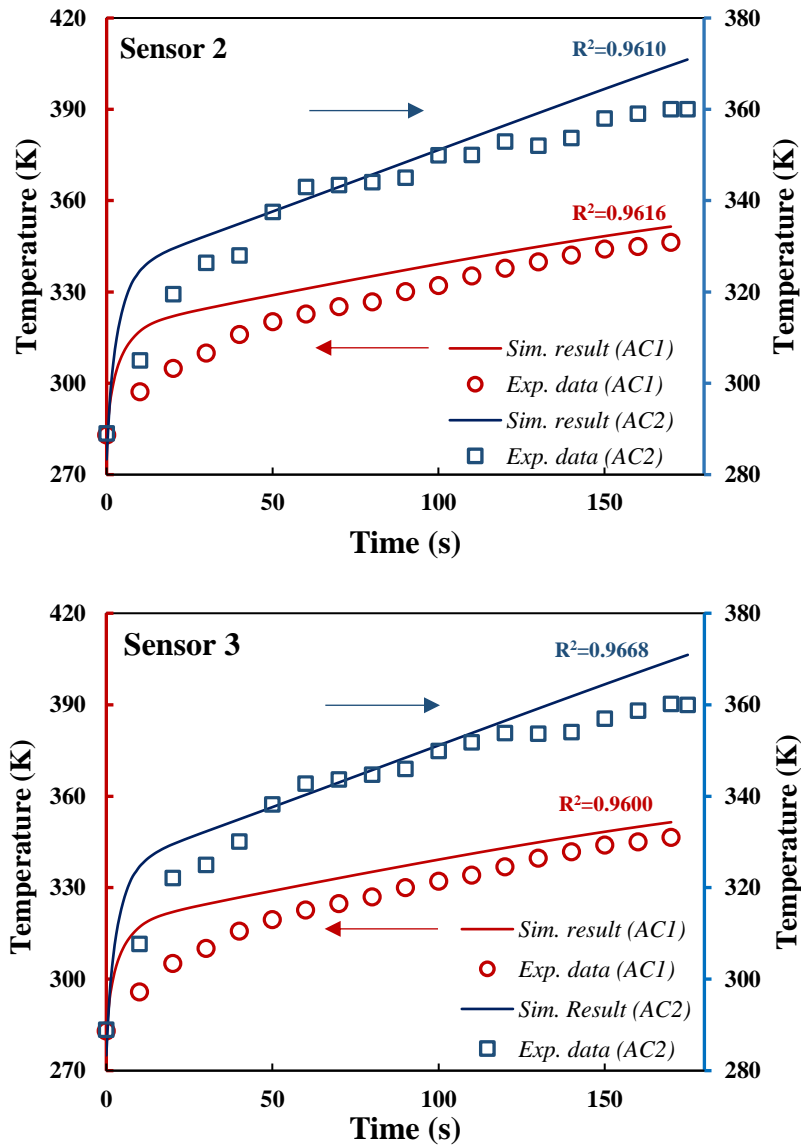 Sensor 2
R²=0.9610
R²=0.9616
Temperature (K)
Temperature (K)
420
390
360
330
300
270
380
360
340
320
300
280
Sim. result (AC1)
Exp. data (AC1)
Sim. result (AC2)
Exp. data (AC2)
0 50 100 150
Time (s)
Sensor 3
R²=0.9668
R²=0.9600
Temperature (K)
Temperature (K)
420
390
360
330
300
270
380
360
340
320
300
280
Sim. result (AC1)
Exp. data (AC1)
Sim. Result (AC2)
Exp. data (AC2)
0 50 100 150
Time (s)